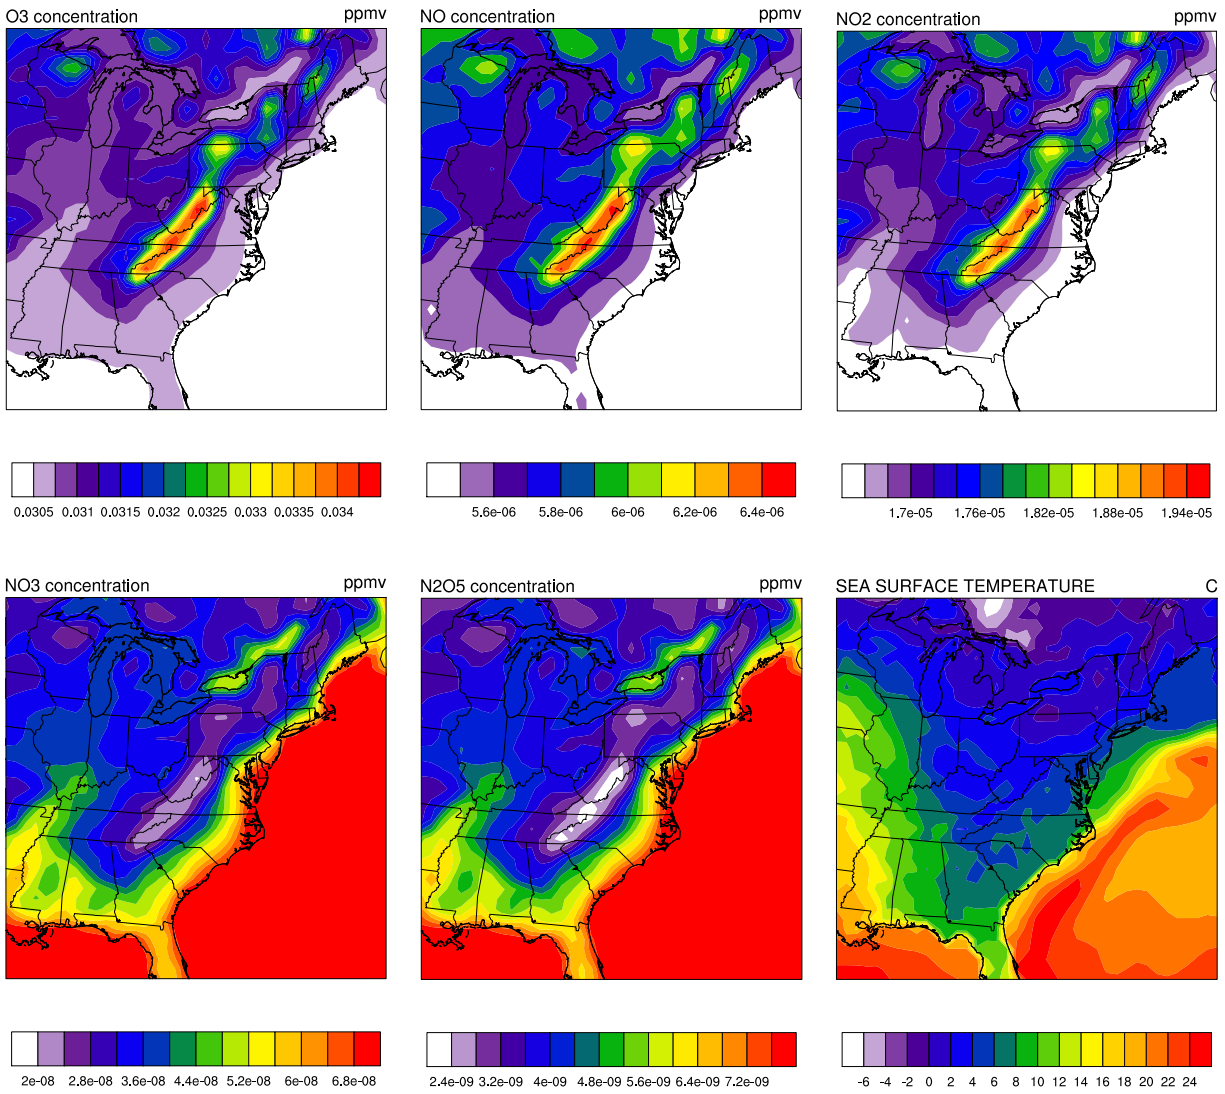 O3 concentration ppmv
NO concentration ppmv
NO2 concentration ppmv
0.0305 0.031 0.0315 0.032 0.0325 0.033 0.0335 0.034
5.6e-06 5.8e-06 6e-06 6.2e-06 6.4e-06
1.7e-05 1.76e-05 1.82e-05 1.88e-05 1.94e-05
NO3 concentration ppmv
N2O5 concentration ppmv
SEA SURFACE TEMPERATURE C
2e-08 2.8e-08 3.6e-08 4.4e-08 5.2e-08 6e-08 6.8e-08
2.4e-09 3.2e-09 4e-09 4.8e-09 5.6e-09 6.4e-09 7.2e-09
-6 -4 -2 0 2 4 6 8 10 12 14 16 18 20 22 24